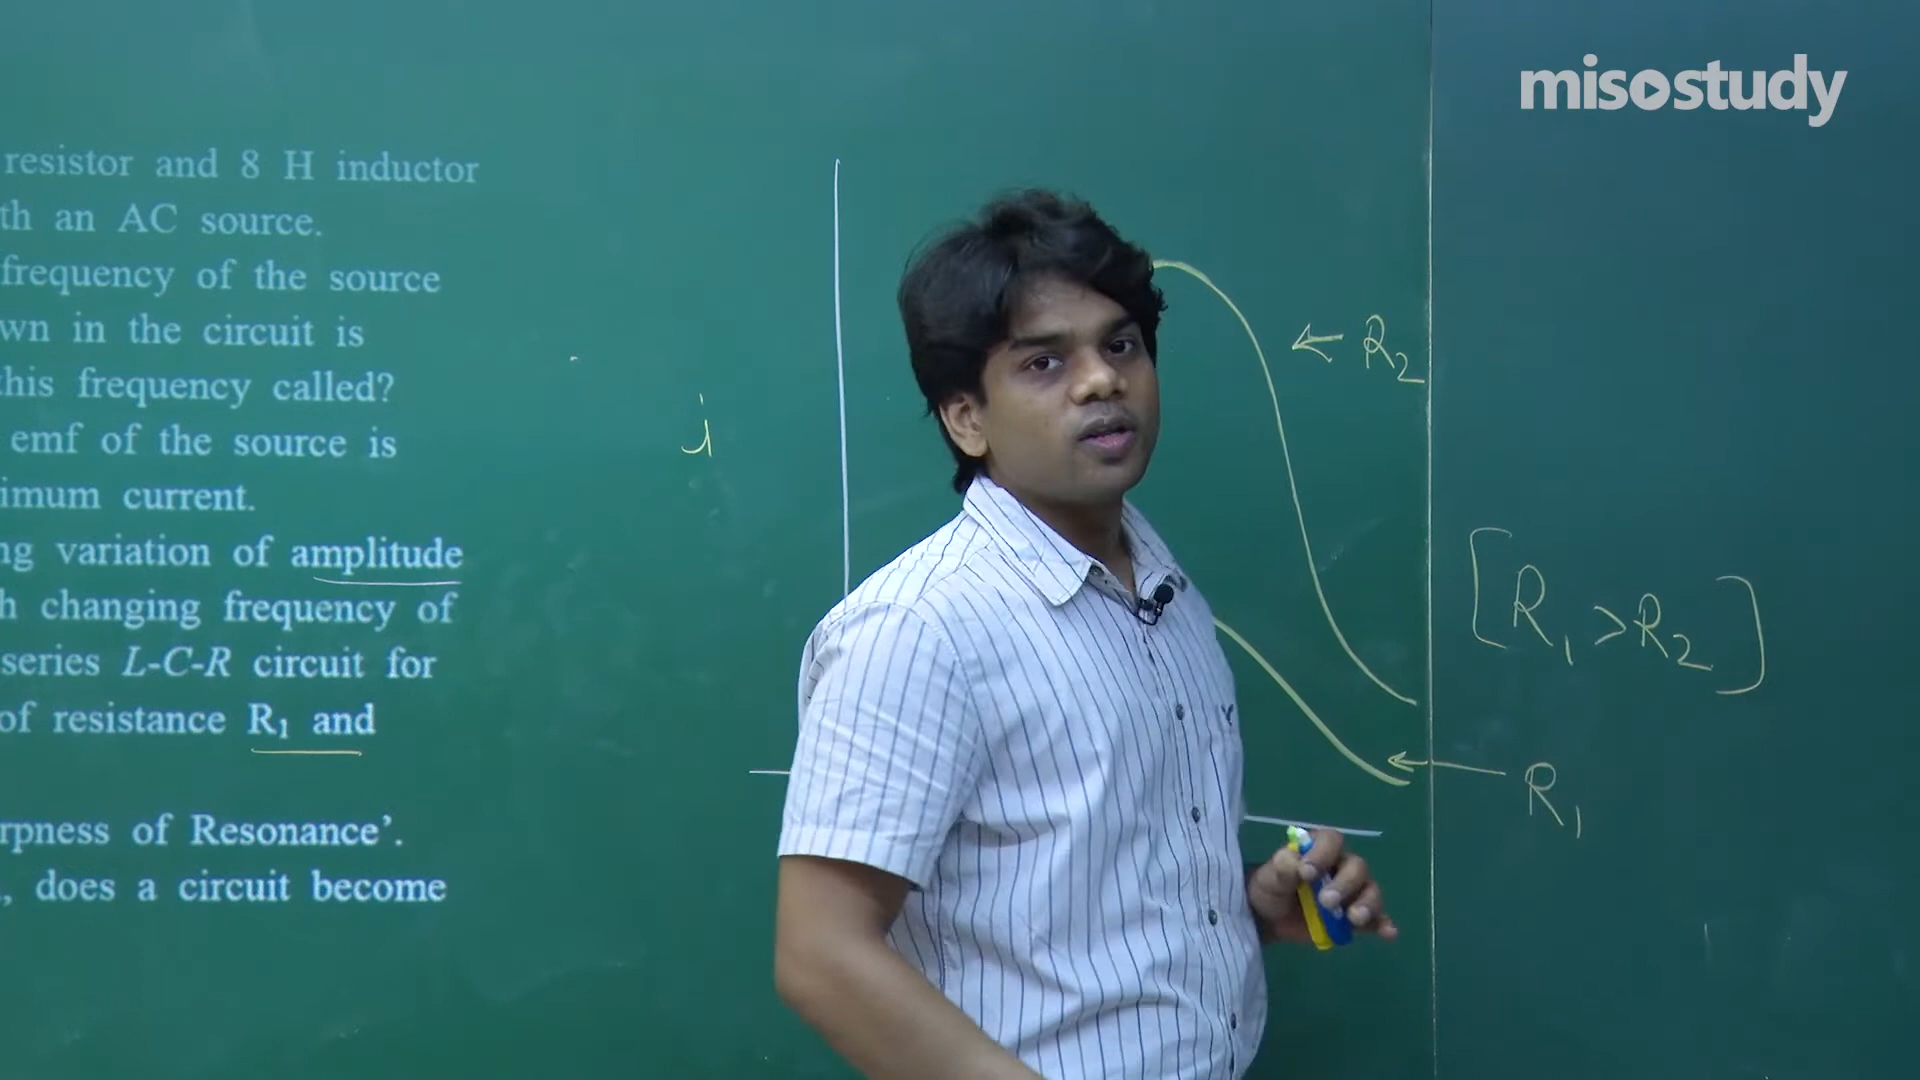 misostudy
resistor and 8 H inductor
th an AC source.
frequency of the source
wn in the circuit is
this frequency called?
emf of the source is
imum current.
ng variation of amplitude
h changing frequency of
series L-C-R circuit for
of resistance R₁ and
rpness of Resonance’.
, does a circuit become
i
← R₂
[R₁ > R₂]
← R₁